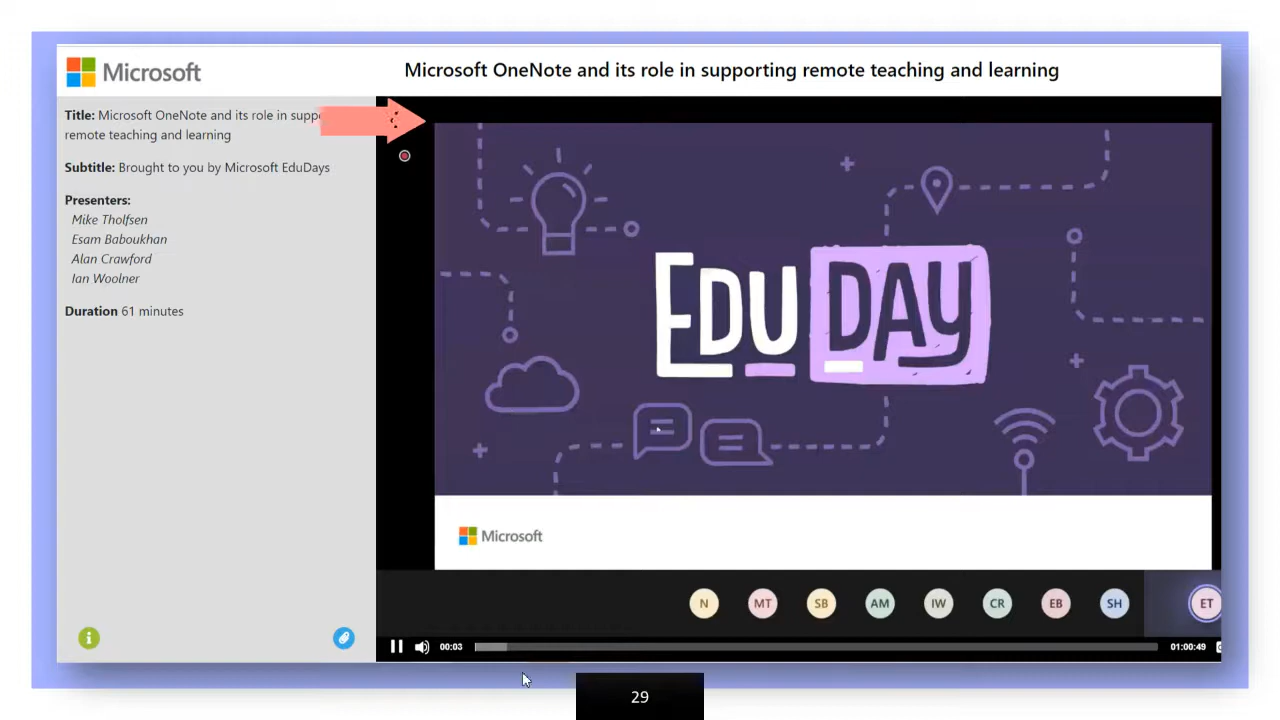 Microsoft
Microsoft OneNote and its role in supporting remote teaching and learning
Title: Microsoft OneNote and its role in
remote teaching and learning
Subtitle: Brought to you by Microsoft EduDays
Presenters:
Mike Tholfsen
Esam Baboukhan
Alan Crawford
Ian Woolner
Duration 61 minutes
EDU DAY
Microsoft
N MT SB AM IW CR EB SH ET
00:03
01:00:49
29